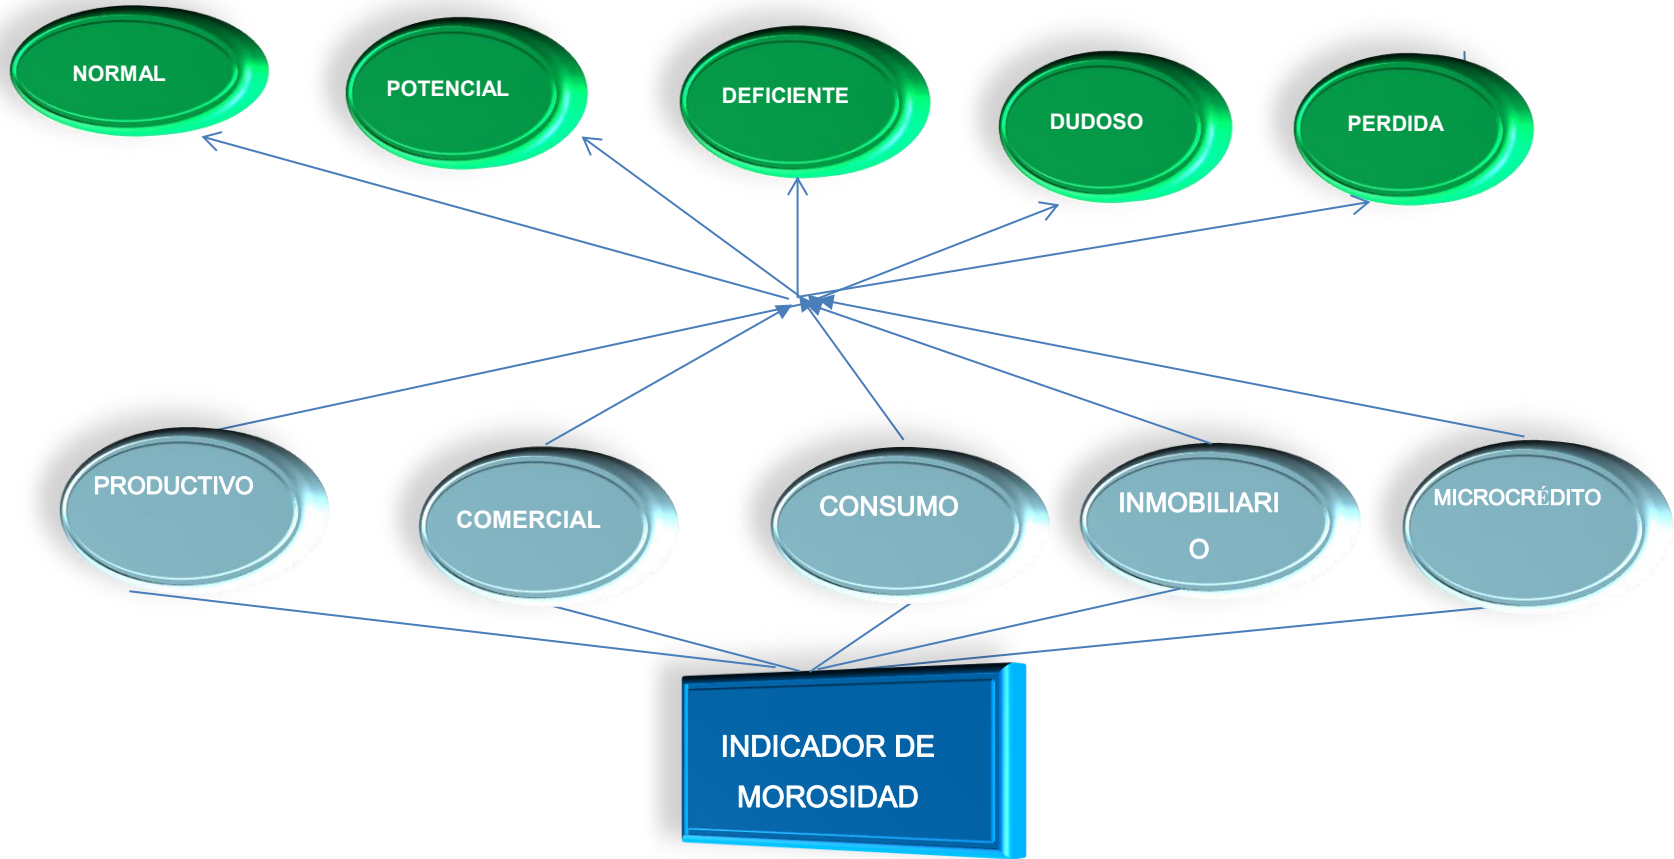 NORMAL
POTENCIAL
DEFICIENTE
DUDOSO
PERDIDA
PRODUCTIVO
COMERCIAL
CONSUMO
INMOBILIARI
O
MICROCRÉDITO
INDICADOR DE
MOROSIDAD